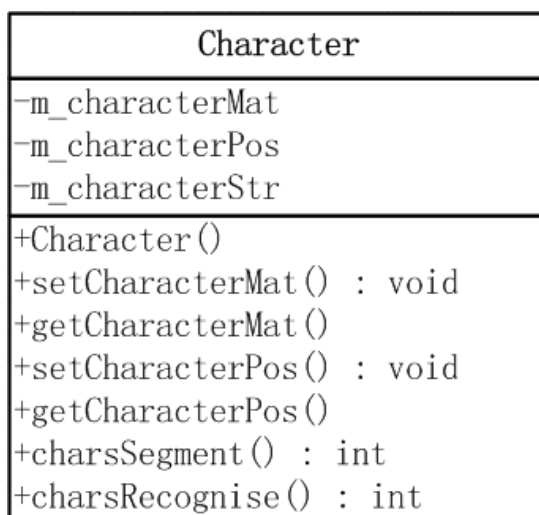 Character
-m_characterMat
-m_characterPos
-m_characterStr
+Character()
+setCharacterMat() : void
+getCharacterMat()
+setCharacterPos() : void
+getCharacterPos()
+charsSegment() : int
+charsRecognise() : int